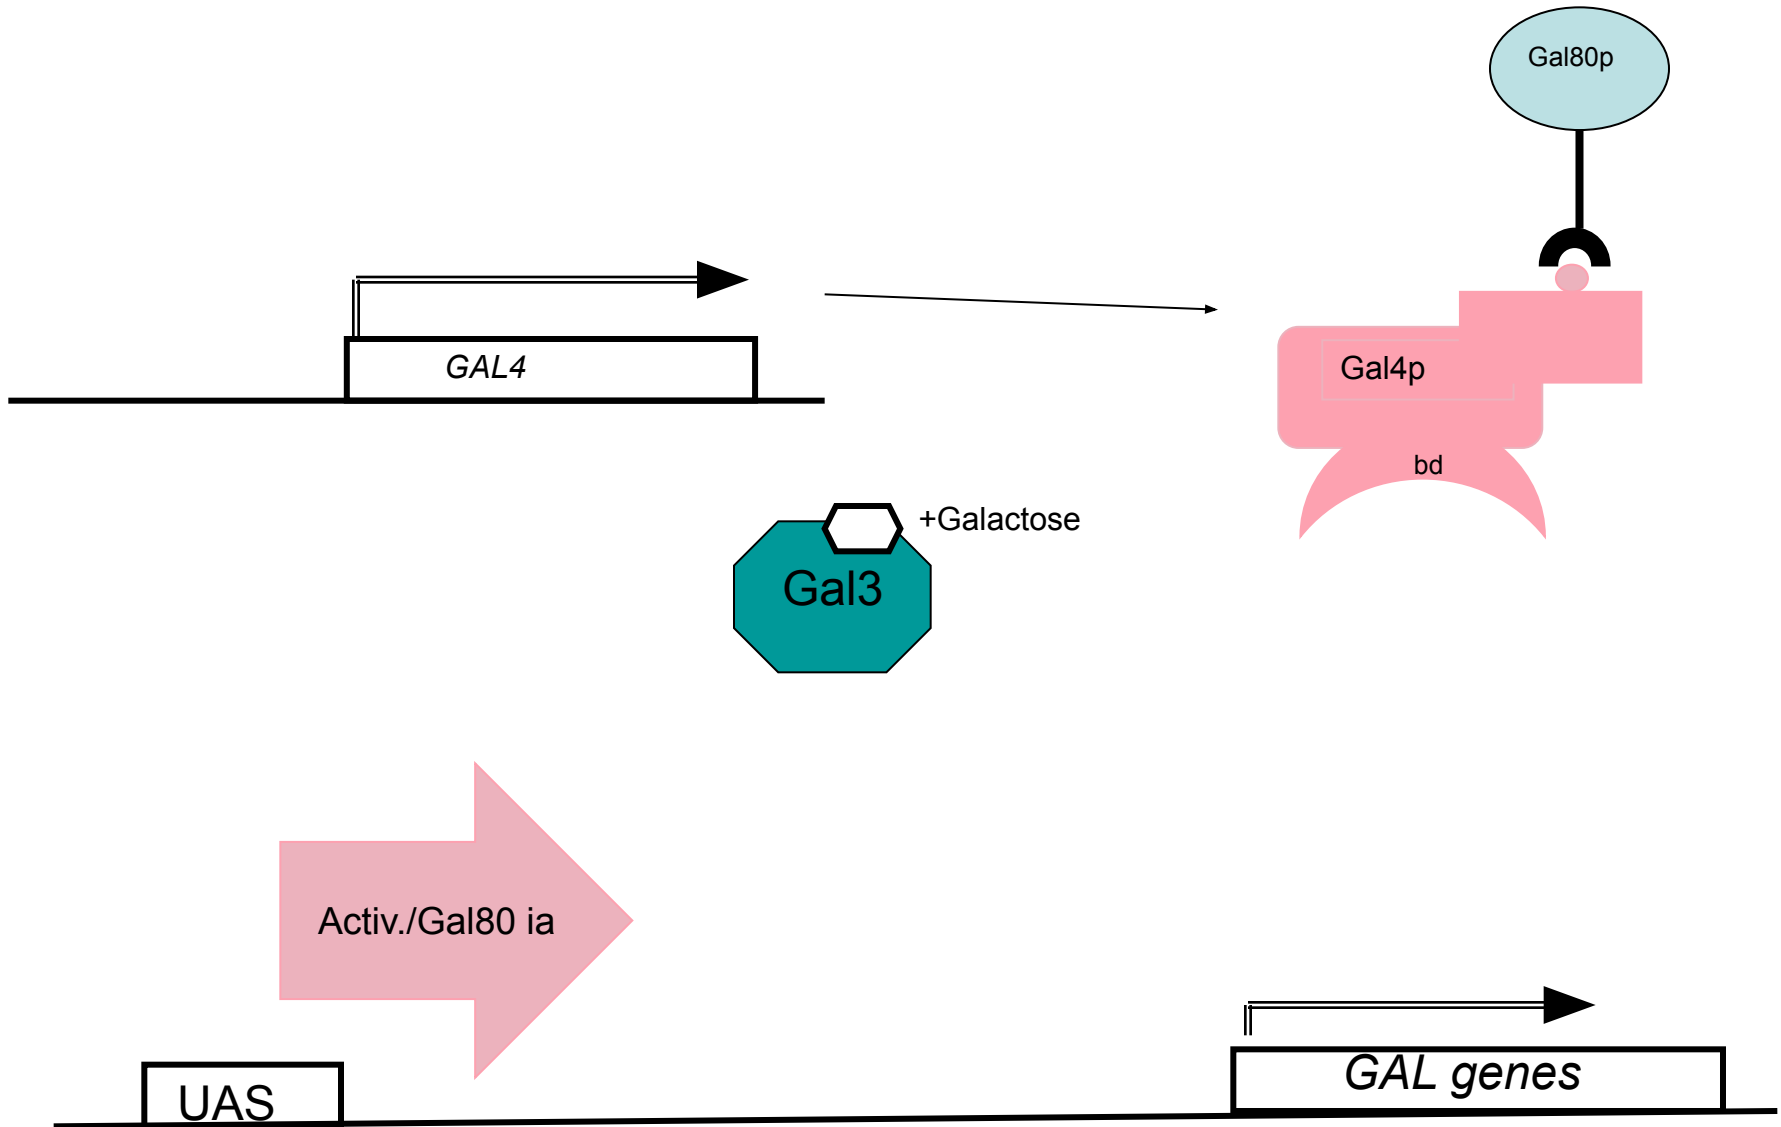 Gal80p
GAL4
Gal4p
bd
+Galactose
Gal3
Activ./Gal80 ia
GAL genes
UAS